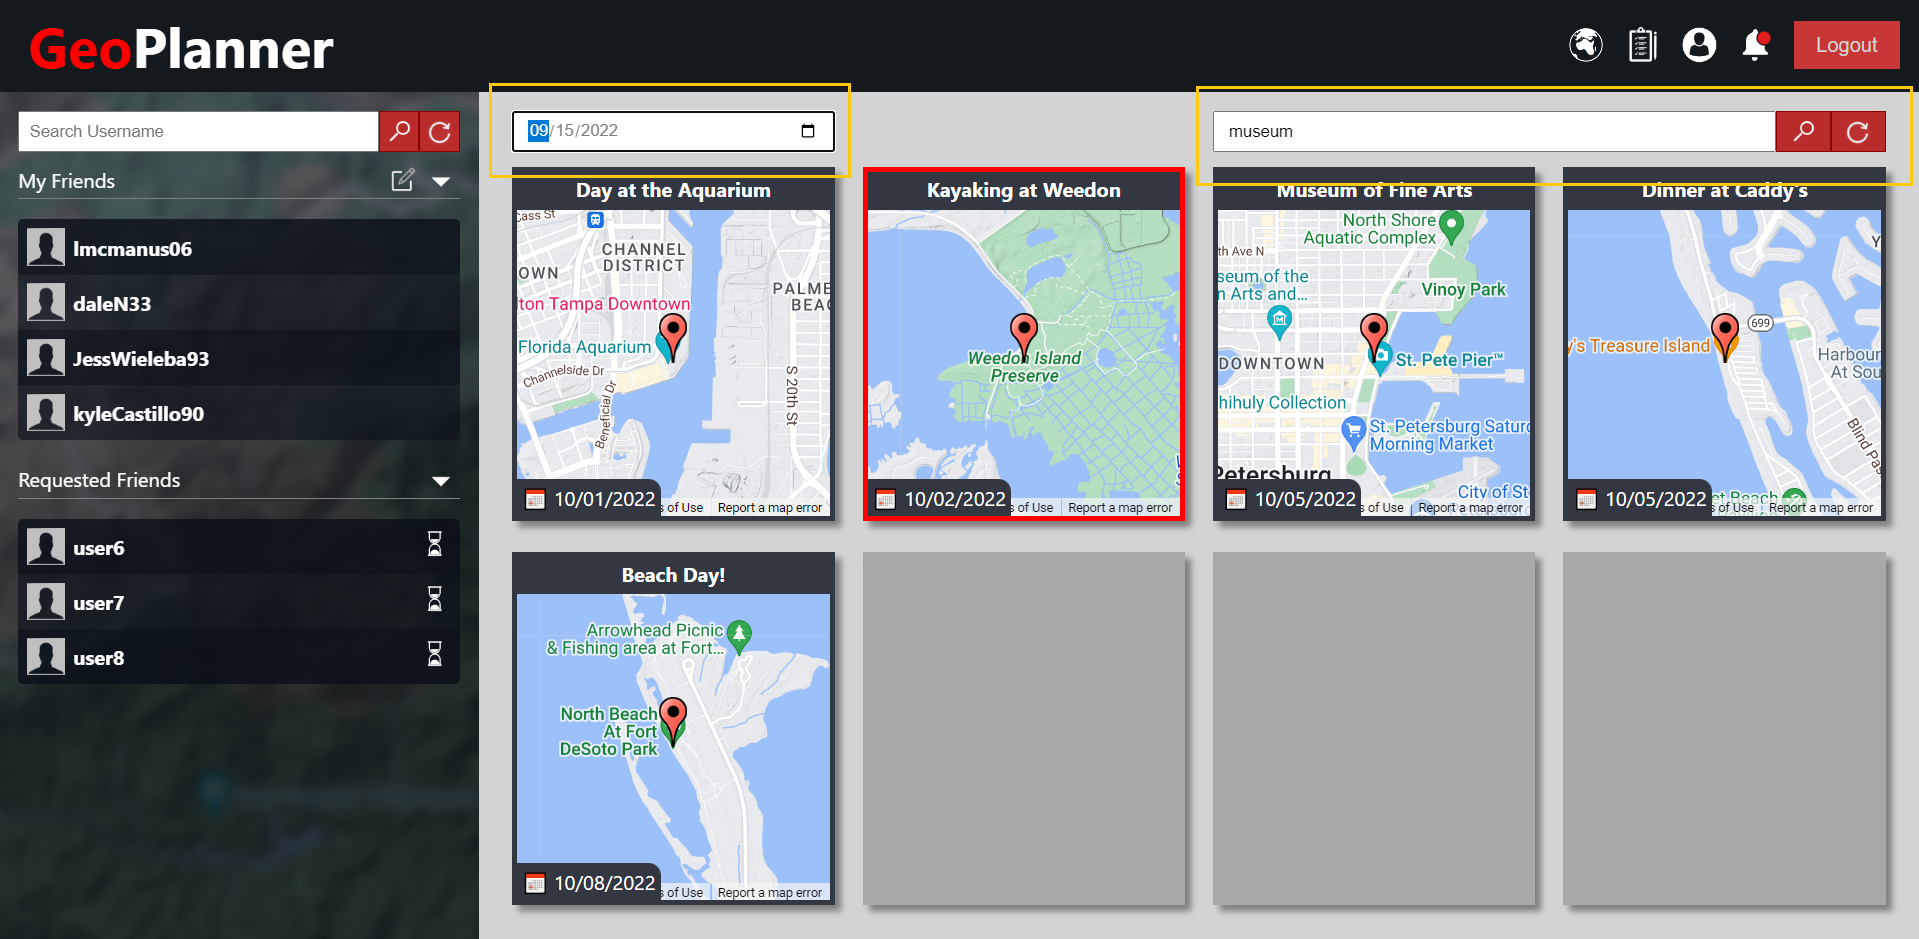 GeoPlanner
Logout
Search Username
My Friends
lmcmanus06
daleN33
JessWieleba93
kyleCastillo90
Requested Friends
user6
user7
user8
09/15/2022
museum
Day at the Aquarium
Cass St
CHANNEL
DISTRICT
OWN
lton Tampa Downtown
PALME
BEAC
Florida Aquarium
Channelside Dr
Beneficial Dr
S 20th St
10/01/2022
s of Use
Report a map error
Kayaking at Weedon
Weedon Island
Preserve
10/02/2022
s of Use
Report a map error
Museum of Fine Arts
North Shore
Aquatic Complex
th Ave N
seum of the
n Arts and...
Vinoy Park
DOWNTOWN
St. Pete Pier™
hihuly Collection
St. Petersburg Saturd
Morning Market
Petersburg
City of St
10/05/2022
s of Use
Report a map error
Dinner at Caddy's
Y
699
y's Treasure Island
Harbour
At Sou
Blind Pas
et Beach
10/05/2022
s of Use
Report a map error
Beach Day!
Arrowhead Picnic
& Fishing area at Fort...
North Beach
At Fort
DeSoto Park
10/08/2022
s of Use
Report a map error